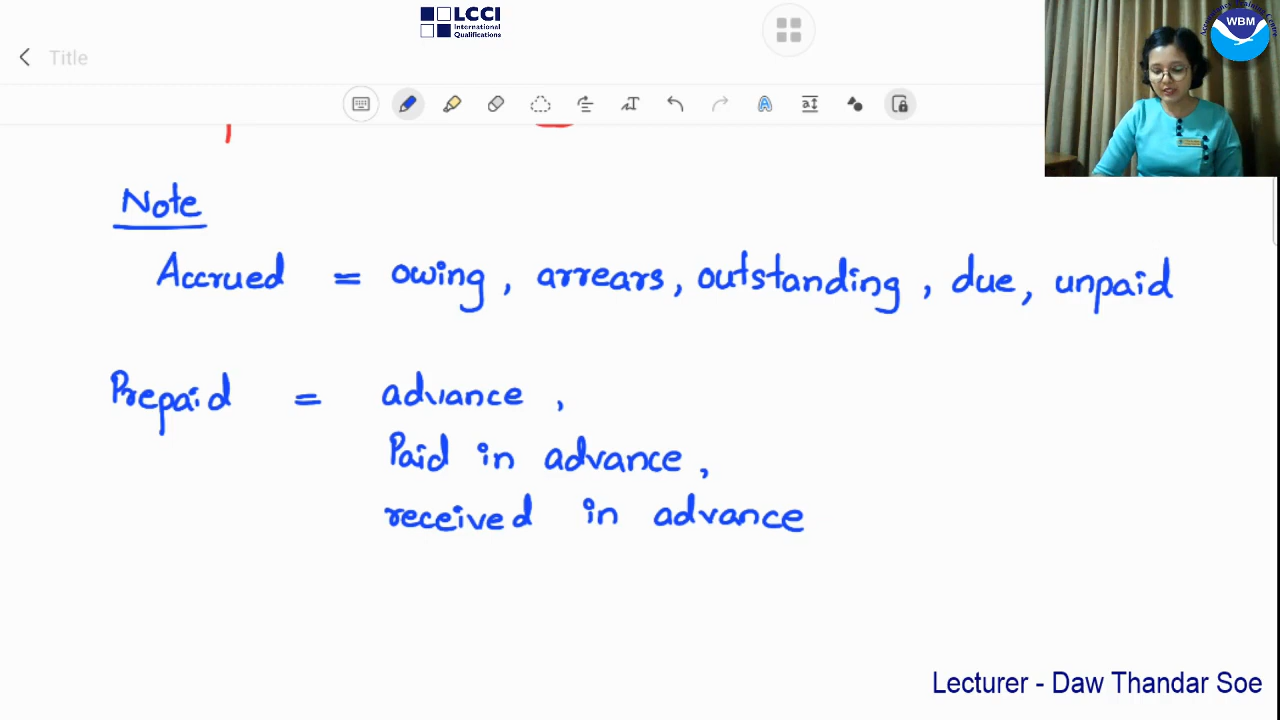 LCCI
International
Qualifications
WBM
Title
Note
Accrued = owing, arrears, outstanding, due, unpaid
Prepaid = advance,
Paid in advance,
received in advance
Lecturer - Daw Thandar Soe